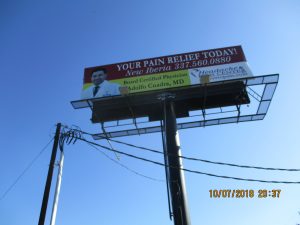 YOUR PAIN RELIEF TODAY!
New Iberia 337.560.0880
Board Certified Physician
Adolfo Cuadra, MD
Headache &
10/07/2018 23:37